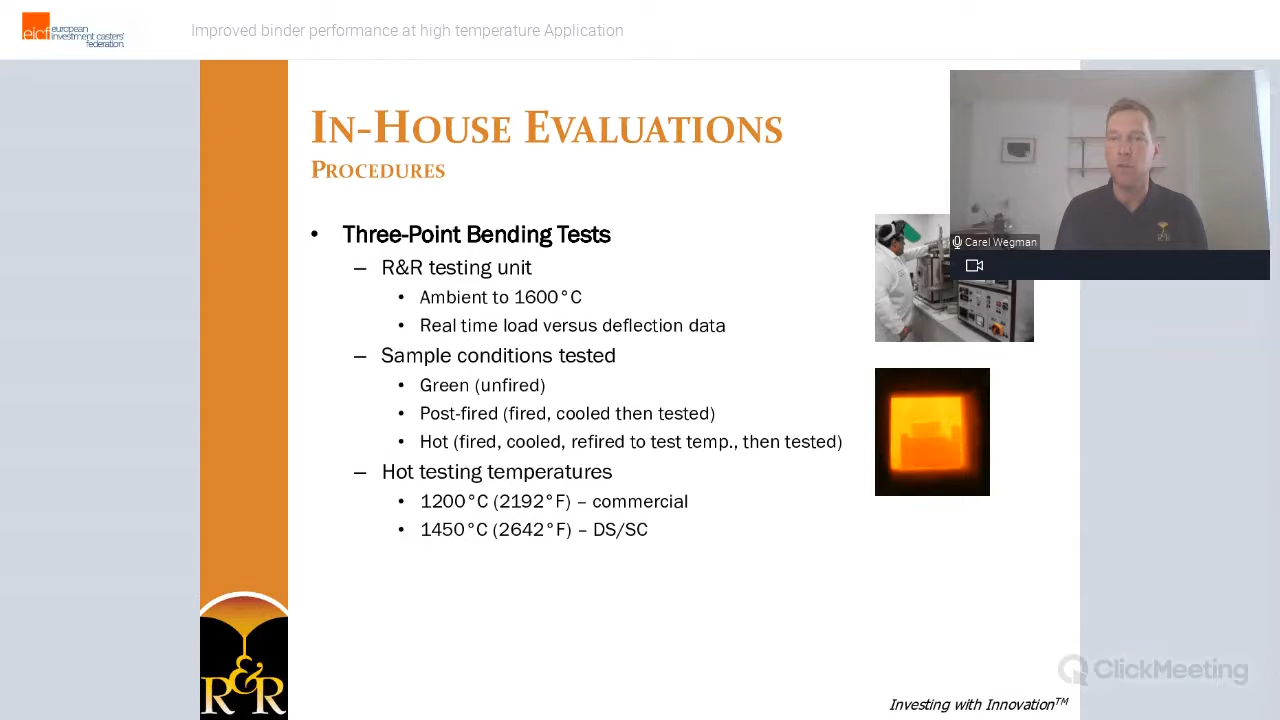 eicf european
investment casters'
federation.
Improved binder performance at high temperature Application
IN-HOUSE EVALUATIONS
PROCEDURES
• Three-Point Bending Tests
– R&R testing unit
• Ambient to 1600°C
• Real time load versus deflection data
– Sample conditions tested
• Green (unfired)
• Post-fired (fired, cooled then tested)
• Hot (fired, cooled, refired to test temp., then tested)
– Hot testing temperatures
• 1200°C (2192°F) – commercial
• 1450°C (2642°F) – DS/SC
Carel Wegman
R&R
R&R
ClickMeeting
Investing with Innovation™